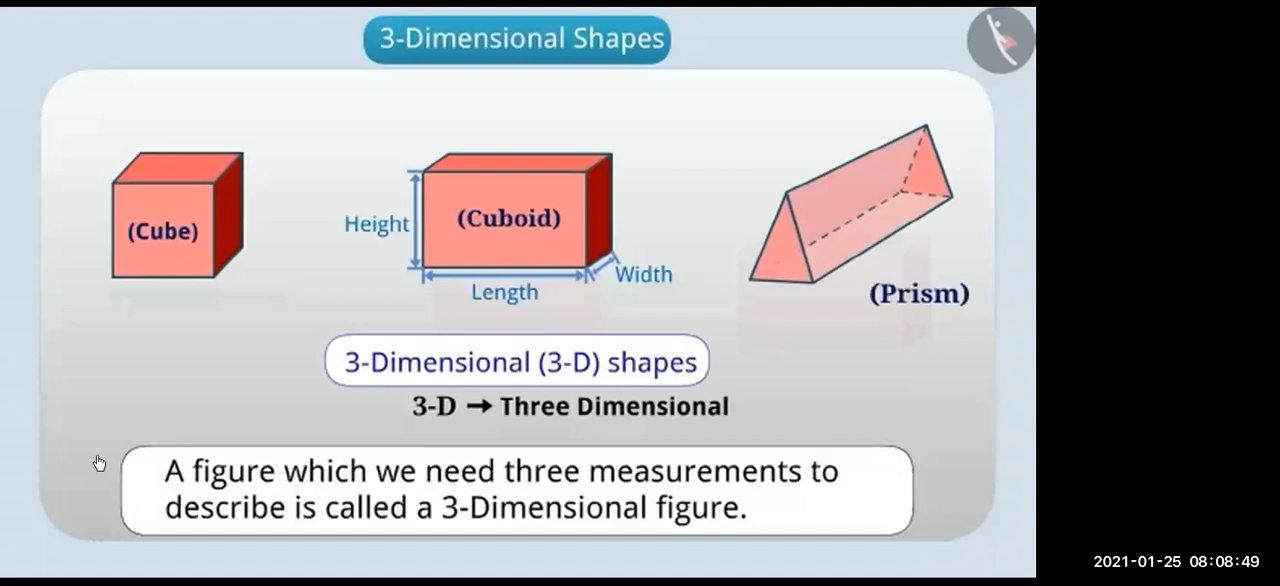 3-Dimensional Shapes
(Cube)
Height
(Cuboid)
Width
Length
(Prism)
3-Dimensional (3-D) shapes
3-D → Three Dimensional
A figure which we need three measurements to
describe is called a 3-Dimensional figure.
2021-01-25 08:08:49